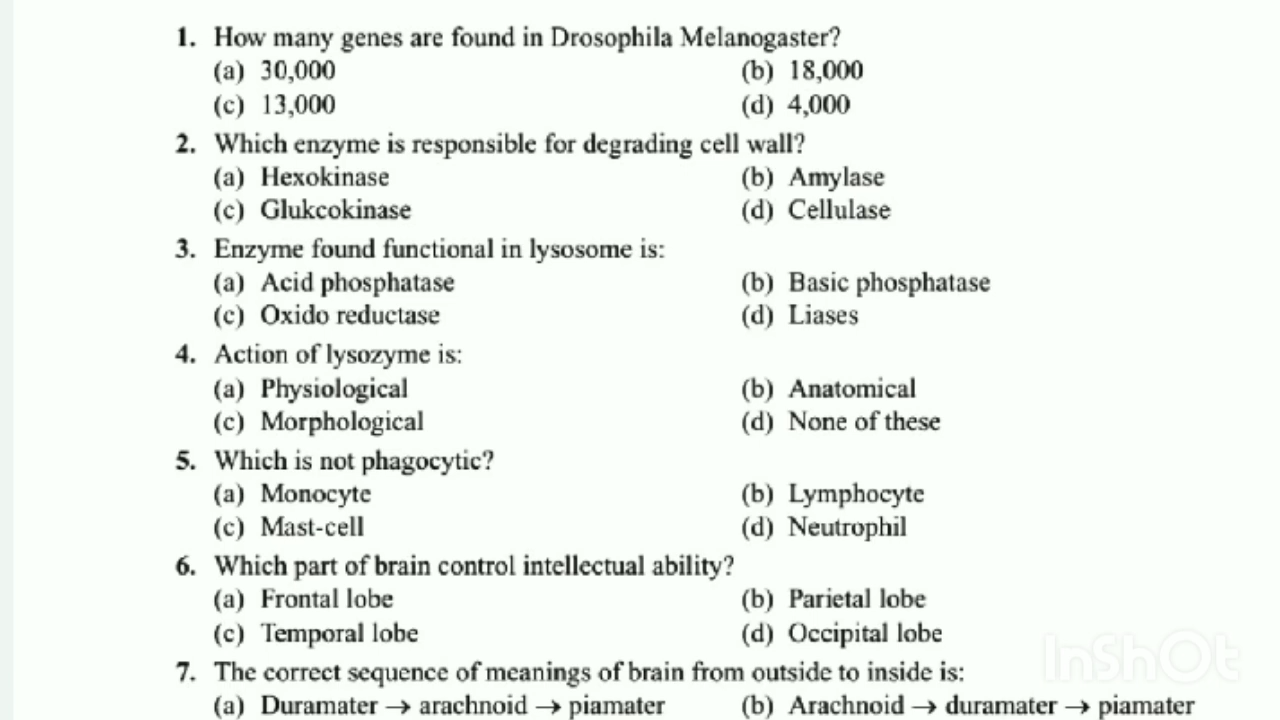 1. How many genes are found in Drosophila Melanogaster?
(a) 30,000 (b) 18,000
(c) 13,000 (d) 4,000
2. Which enzyme is responsible for degrading cell wall?
(a) Hexokinase (b) Amylase
(c) Glukcokinase (d) Cellulase
3. Enzyme found functional in lysosome is:
(a) Acid phosphatase (b) Basic phosphatase
(c) Oxido reductase (d) Liases
4. Action of lysozyme is:
(a) Physiological (b) Anatomical
(c) Morphological (d) None of these
5. Which is not phagocytic?
(a) Monocyte (b) Lymphocyte
(c) Mast-cell (d) Neutrophil
6. Which part of brain control intellectual ability?
(a) Frontal lobe (b) Parietal lobe
(c) Temporal lobe (d) Occipital lobe
InShOt
7. The correct sequence of meanings of brain from outside to inside is:
(a) Duramater → arachnoid → piamater (b) Arachnoid → duramater → piamater